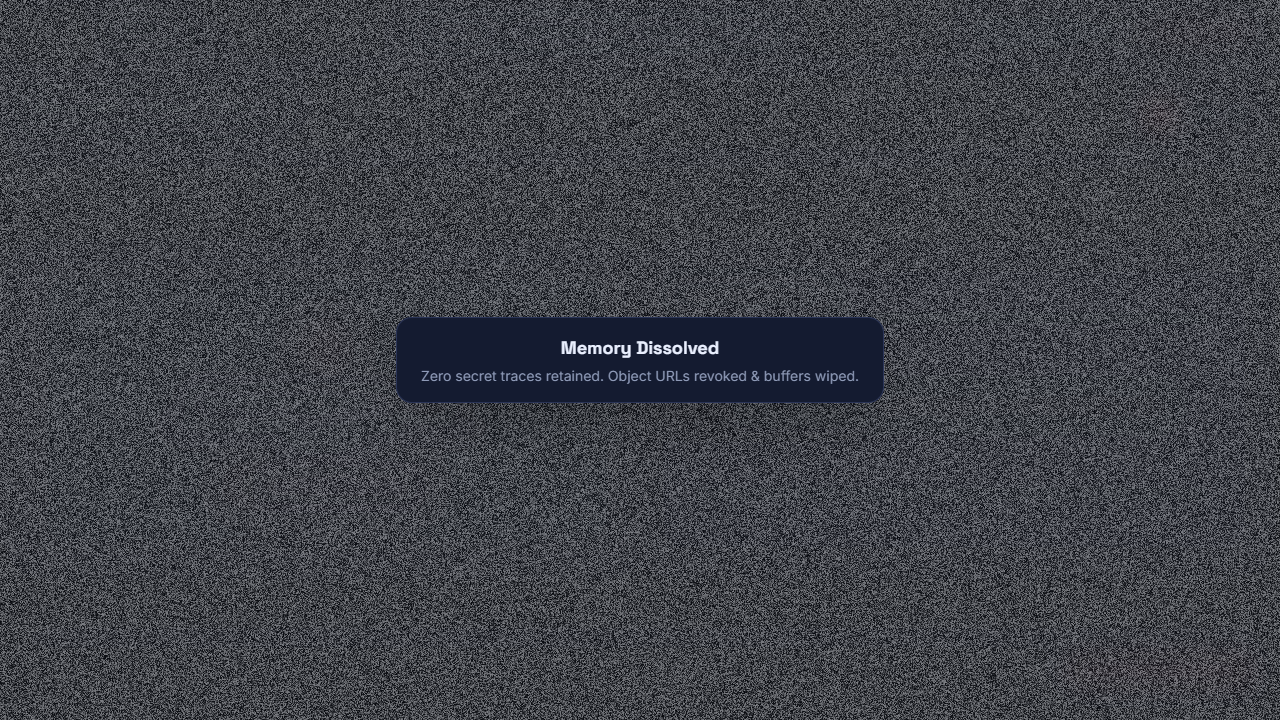 Memory Dissolved
Zero secret traces retained. Object URLs revoked & buffers wiped.